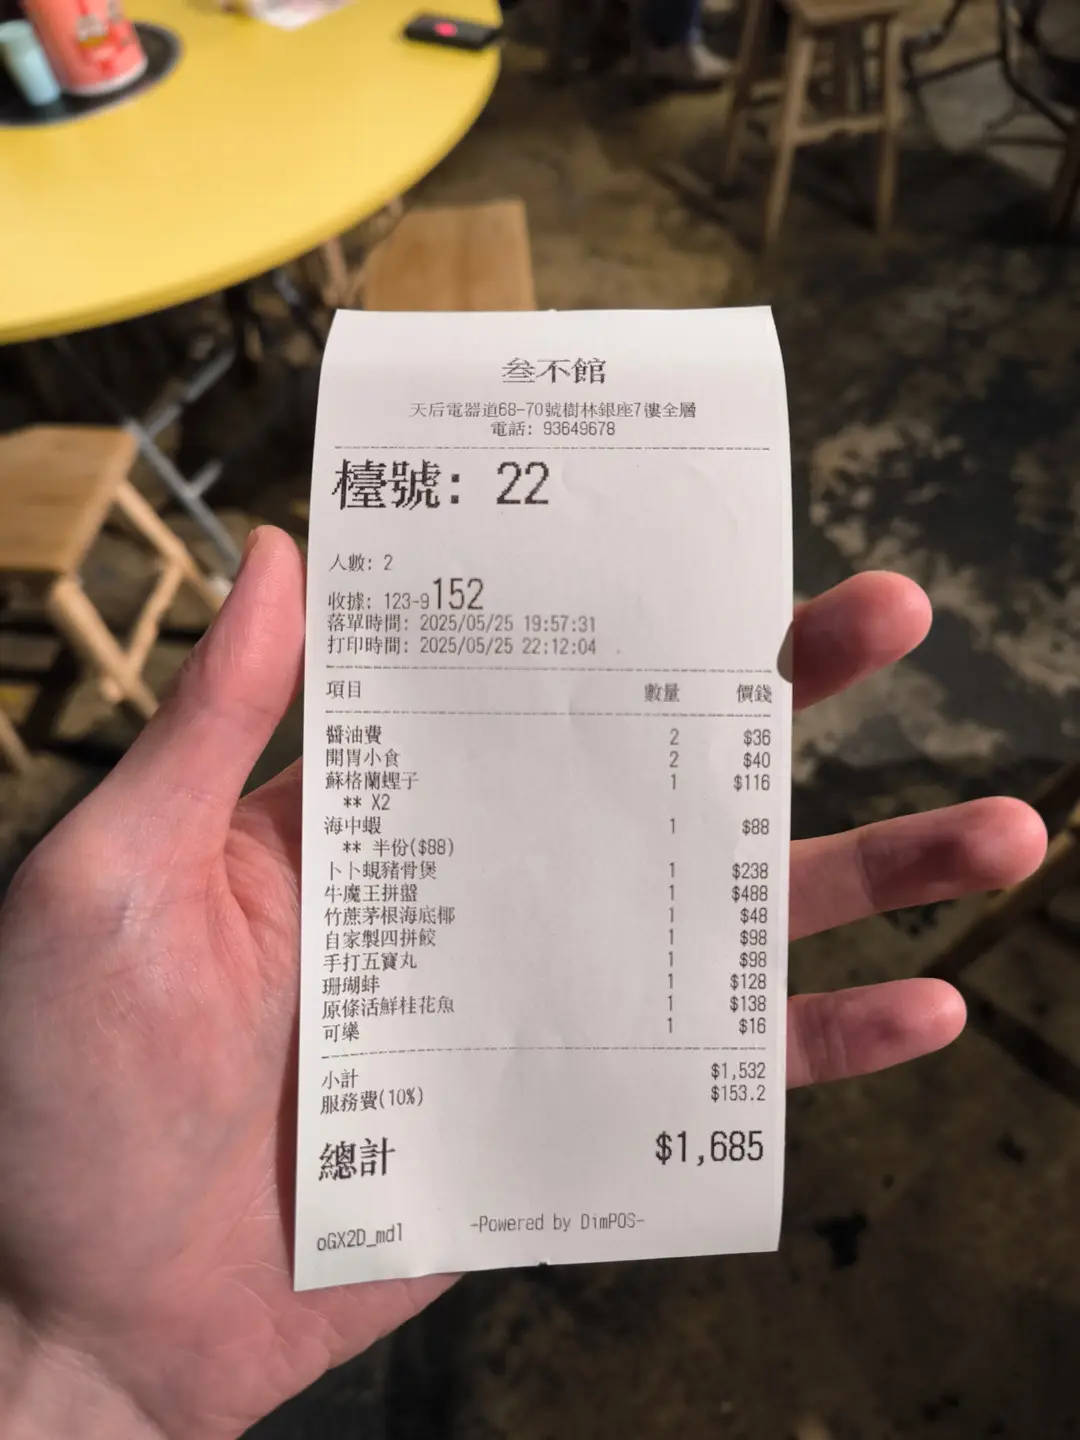 叁不館
天后電器道68-70號樹林銀座7樓全層
電話: 93649678
檯號: 22
人數: 2
收據: 123-9152
落單時間: 2025/05/25 19:57:31
打印時間: 2025/05/25 22:12:04
項目 數量 價錢
醬油費 2 $36
開胃小食 2 $40
蘇格蘭蟶子 1 $116
** X2
海中蝦 1 $88
** 半份($88)
卜卜蜆豬骨煲 1 $238
牛魔王拼盤 1 $488
竹蔗茅根海底椰 1 $48
自家製四拼餃 1 $98
手打五寶丸 1 $98
珊瑚蚌 1 $128
原條活鮮桂花魚 1 $138
可樂 1 $16
小計 $1,532
服務費(10%) $153.2
總計 $1,685
oGX2D_mdl -Powered by DimPOS-